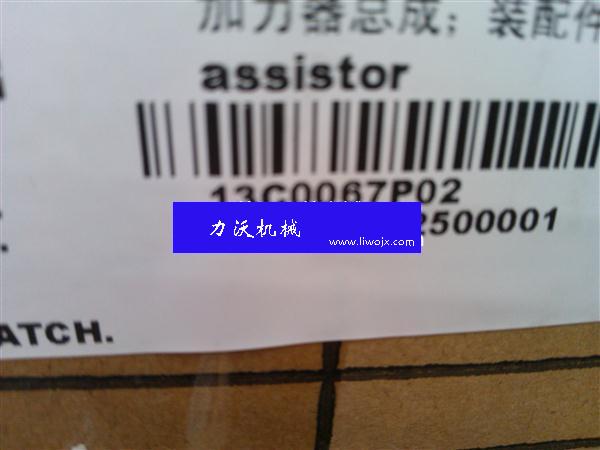 加力器总成；装配件
assistor
13C0067P02
2500001
力沃机械
www.liwojx.com
ATCH.